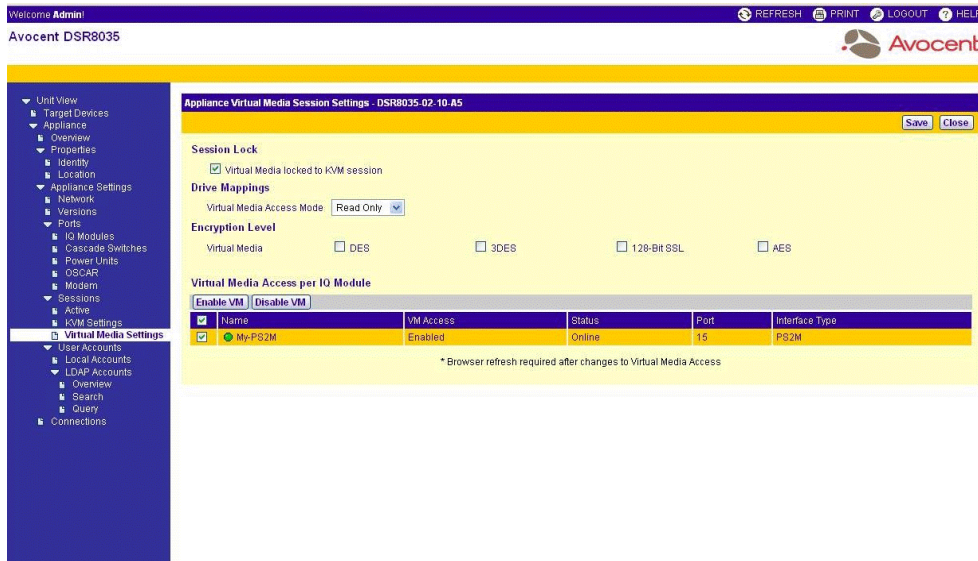 Welcome Admin!
REFRESH PRINT LOGOUT HELP
Avocent DSR8035
Avocent
Unit View
Target Devices
Appliance
Overview
Properties
Identity
Location
Appliance Settings
Network
Versions
Ports
IQ Modules
Cascade Switches
Power Units
OSCAR
Modem
Sessions
Active
KVM Settings
Virtual Media Settings
User Accounts
Local Accounts
LDAP Accounts
Overview
Search
Query
Connections
Appliance Virtual Media Session Settings - DSR8035-02-10-A5
Save Close
Session Lock
Virtual Media locked to KVM session
Drive Mappings
Virtual Media Access Mode Read Only
Encryption Level
Virtual Media DES 3DES 128-Bit SSL AES
Virtual Media Access per IQ Module
Enable VM Disable VM
Name VM Access Status Port Interface Type
My-PS2M Enabled Online 15 PS2M
* Browser refresh required after changes to Virtual Media Access